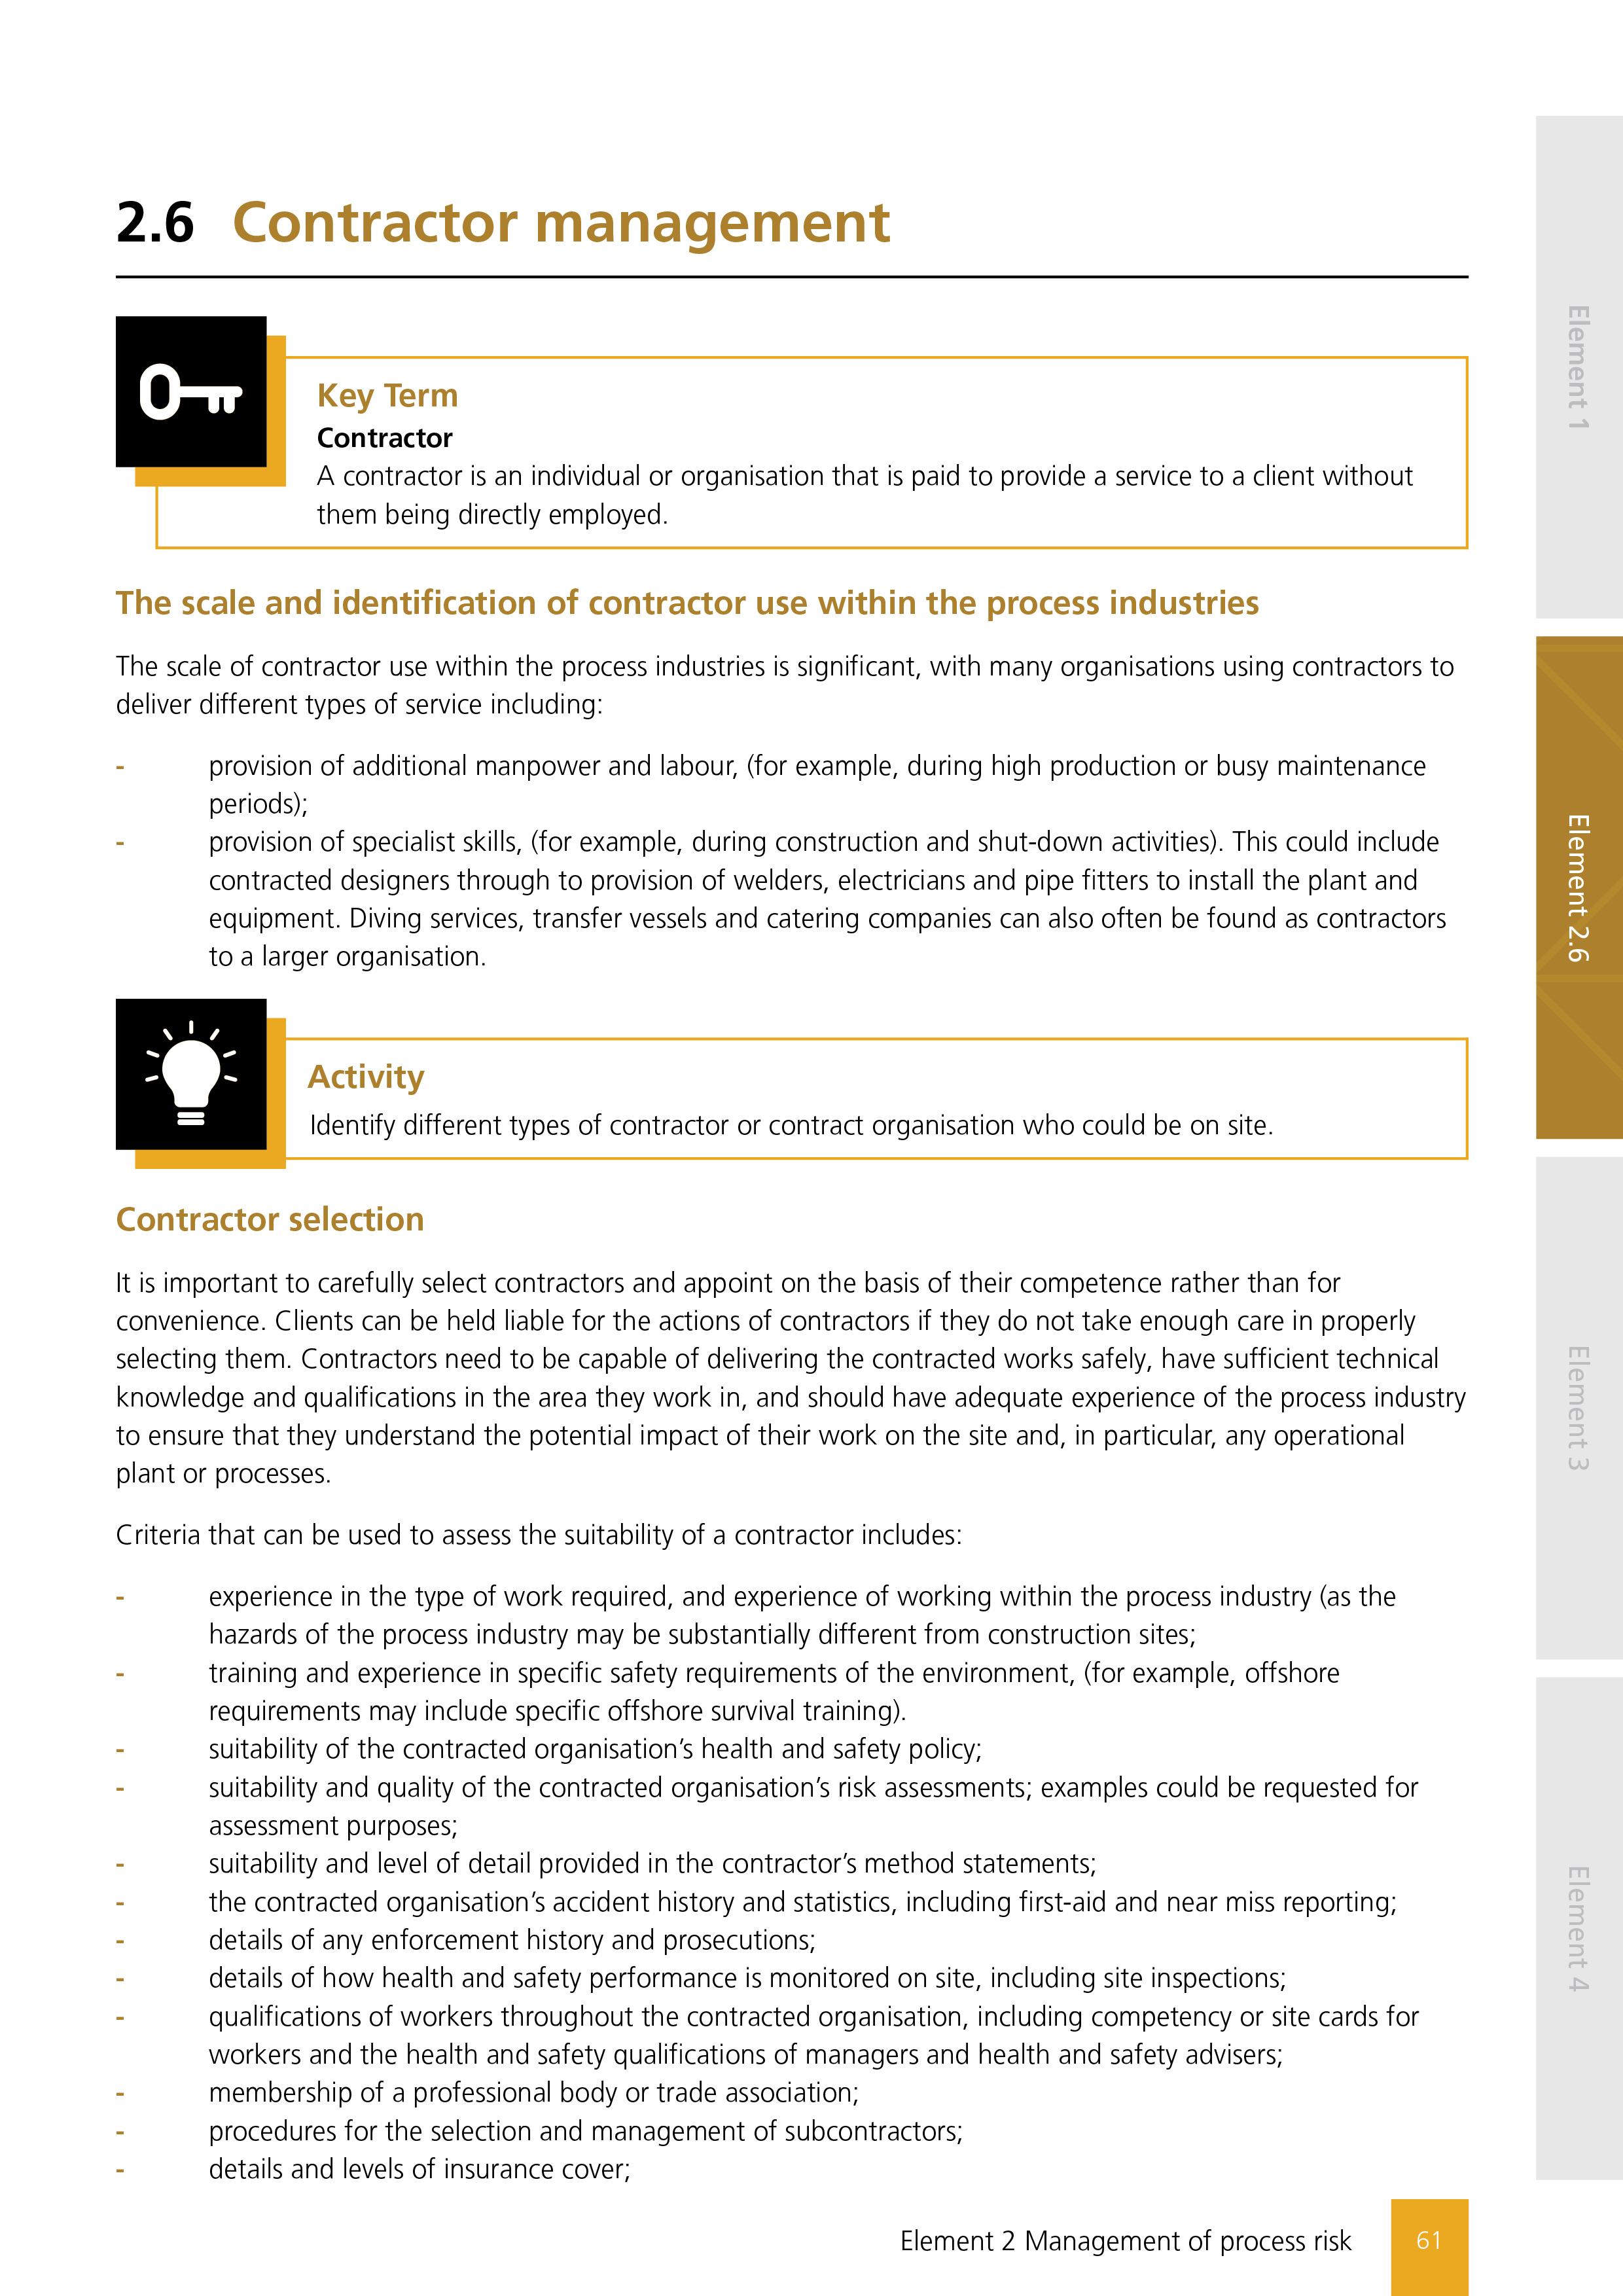 2.6 Contractor management
Key Term
Contractor
A contractor is an individual or organisation that is paid to provide a service to a client without
them being directly employed.
The scale and identification of contractor use within the process industries
The scale of contractor use within the process industries is significant, with many organisations using contractors to
deliver different types of service including:
- provision of additional manpower and labour, (for example, during high production or busy maintenance
periods);
- provision of specialist skills, (for example, during construction and shut-down activities). This could include
contracted designers through to provision of welders, electricians and pipe fitters to install the plant and
equipment. Diving services, transfer vessels and catering companies can also often be found as contractors
to a larger organisation.
Activity
Identify different types of contractor or contract organisation who could be on site.
Contractor selection
It is important to carefully select contractors and appoint on the basis of their competence rather than for
convenience. Clients can be held liable for the actions of contractors if they do not take enough care in properly
selecting them. Contractors need to be capable of delivering the contracted works safely, have sufficient technical
knowledge and qualifications in the area they work in, and should have adequate experience of the process industry
to ensure that they understand the potential impact of their work on the site and, in particular, any operational
plant or processes.
Criteria that can be used to assess the suitability of a contractor includes:
- experience in the type of work required, and experience of working within the process industry (as the
hazards of the process industry may be substantially different from construction sites;
- training and experience in specific safety requirements of the environment, (for example, offshore
requirements may include specific offshore survival training).
- suitability of the contracted organisation's health and safety policy;
- suitability and quality of the contracted organisation's risk assessments; examples could be requested for
assessment purposes;
- suitability and level of detail provided in the contractor's method statements;
- the contracted organisation's accident history and statistics, including first-aid and near miss reporting;
- details of any enforcement history and prosecutions;
- details of how health and safety performance is monitored on site, including site inspections;
- qualifications of workers throughout the contracted organisation, including competency or site cards for
workers and the health and safety qualifications of managers and health and safety advisers;
- membership of a professional body or trade association;
- procedures for the selection and management of subcontractors;
- details and levels of insurance cover;
Element 2 Management of process risk 61
Element 1
Element 2.6
Element 3
Element 4